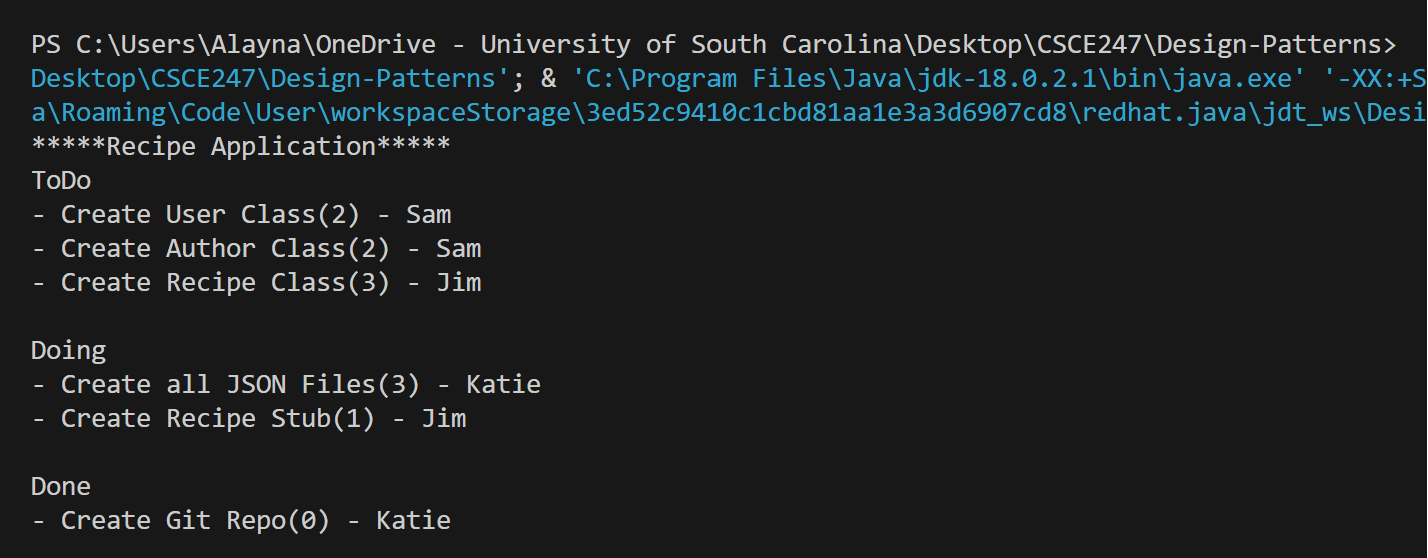 PS C:\Users\Alayna\OneDrive - University of South Carolina\Desktop\CSCE247\Design-Patterns>
Desktop\CSCE247\Design-Patterns'; & 'C:\Program Files\Java\jdk-18.0.2.1\bin\java.exe' '-XX:+S
a\Roaming\Code\User\workspaceStorage\3ed52c9410c1cbd81aa1e3a3d6907cd8\redhat.java\jdt_ws\Desi
*****Recipe Application*****
ToDo
- Create User Class(2) - Sam
- Create Author Class(2) - Sam
- Create Recipe Class(3) - Jim
Doing
- Create all JSON Files(3) - Katie
- Create Recipe Stub(1) - Jim
Done
- Create Git Repo(0) - Katie